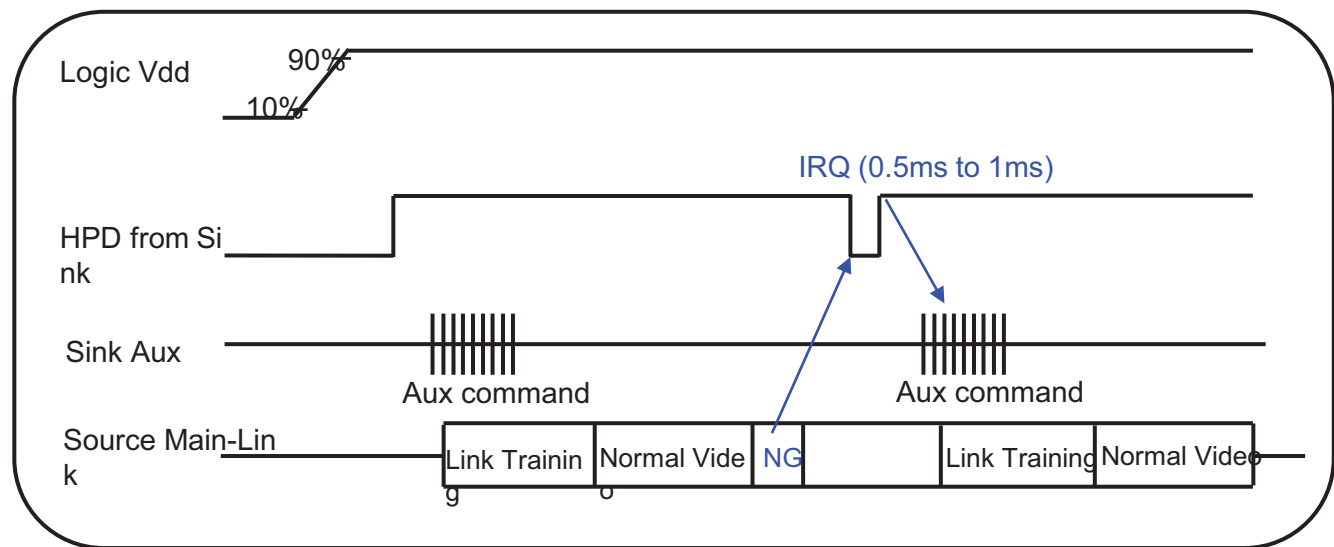 Logic Vdd
90%
10%
IRQ (0.5ms to 1ms)
HPD from Si
nk
Sink Aux
Aux command
Aux command
Source Main-Lin
k
Link Trainin
g
Normal Vide
o
NG
Link Training
Normal Video